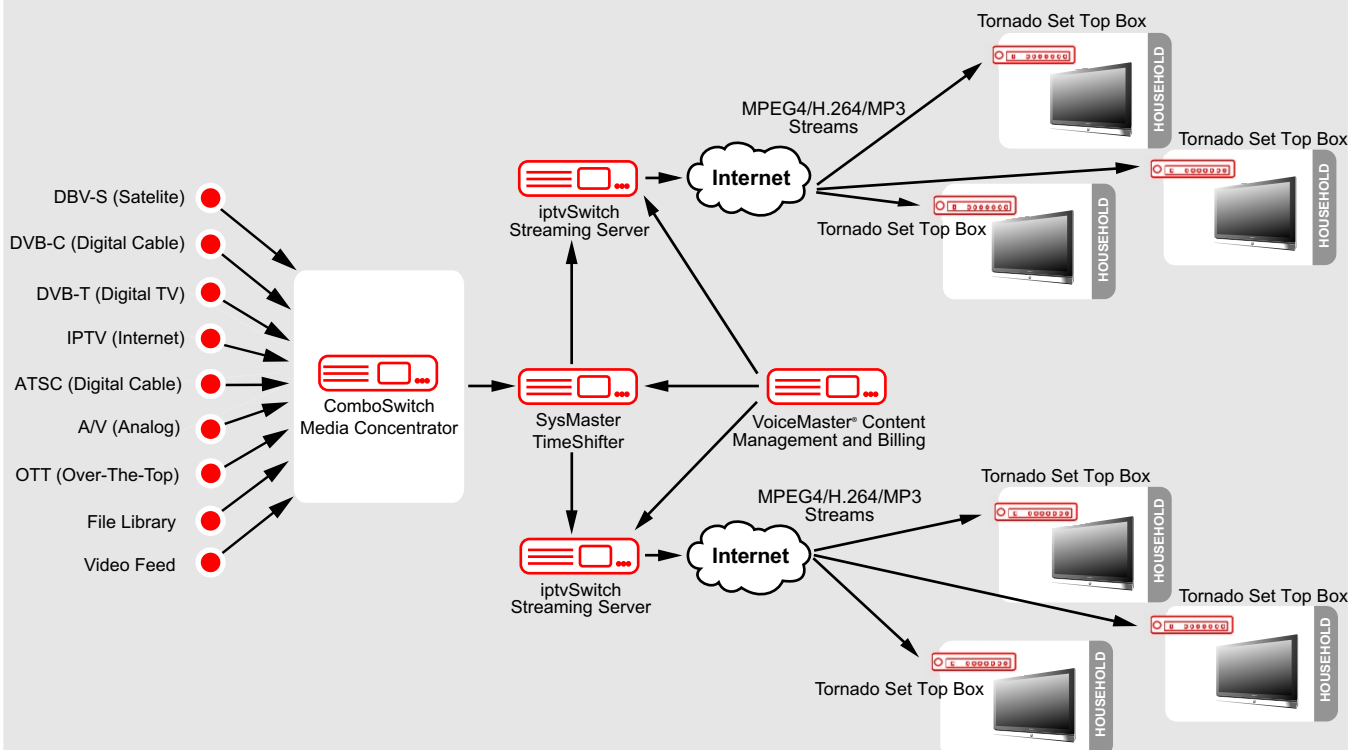 Tornado Set Top Box
HOUSEHOLD
MPEG4/H.264/MP3
Streams
Tornado Set Top Box
HOUSEHOLD
Internet
Tornado Set Top Box
HOUSEHOLD
iptvSwitch
Streaming Server
DBV-S (Satelite)
DVB-C (Digital Cable)
DVB-T (Digital TV)
IPTV (Internet)
ATSC (Digital Cable)
A/V (Analog)
OTT (Over-The-Top)
File Library
Video Feed
ComboSwitch
Media Concentrator
SysMaster
TimeShifter
VoiceMaster® Content
Management and Billing
iptvSwitch
Streaming Server
MPEG4/H.264/MP3
Streams
Internet
Tornado Set Top Box
HOUSEHOLD
Tornado Set Top Box
HOUSEHOLD
Tornado Set Top Box
HOUSEHOLD